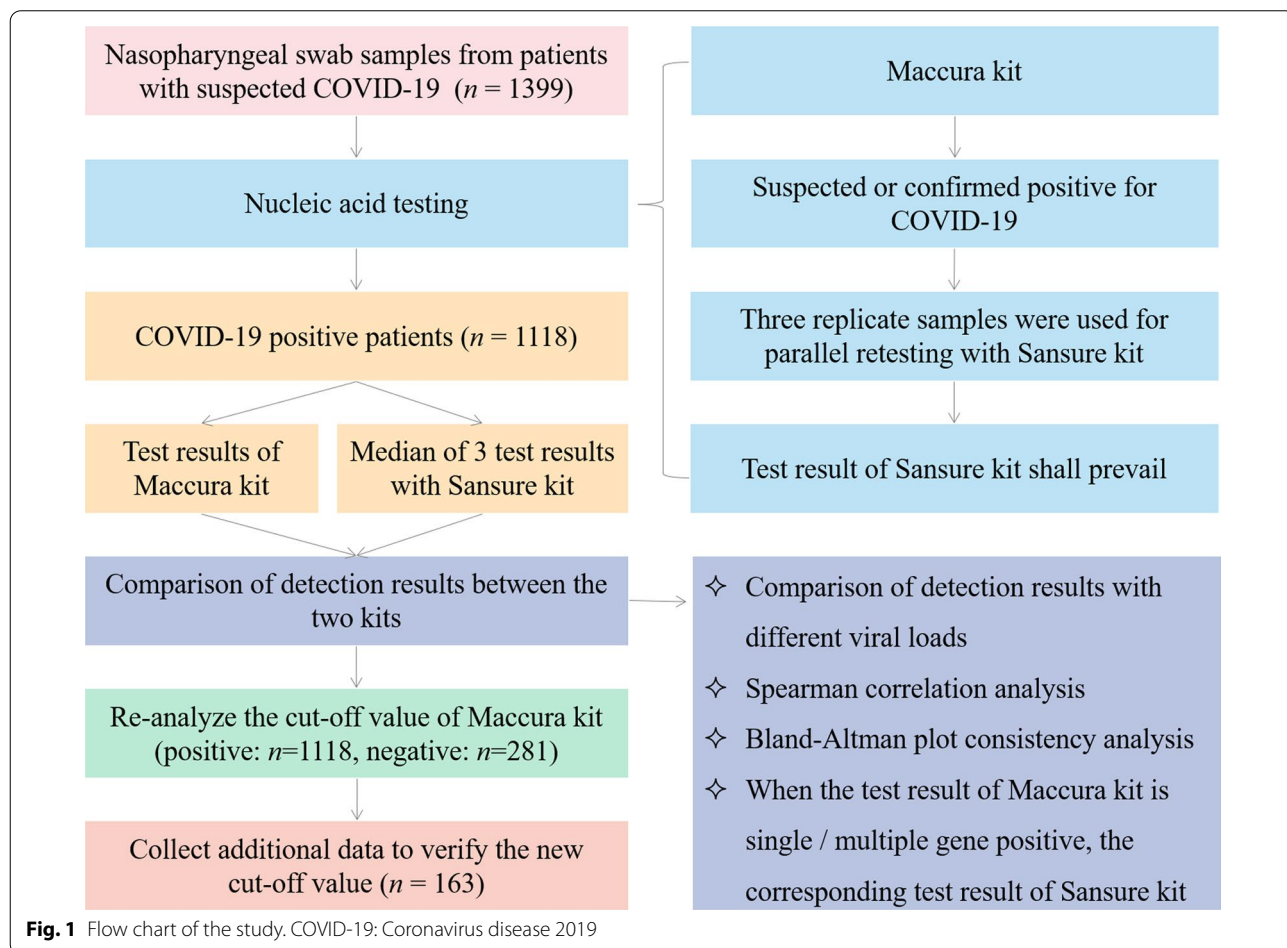 Nasopharyngeal swab samples from patients
with suspected COVID-19 (n = 1399)
Nucleic acid testing
COVID-19 positive patients (n = 1118)
Test results of
Maccura kit
Median of 3 test results
with Sansure kit
Comparison of detection results between the
two kits
Re-analyze the cut-off value of Maccura kit
(positive: n=1118, negative: n=281)
Collect additional data to verify the new
cut-off value (n = 163)
Maccura kit
Suspected or confirmed positive for
COVID-19
Three replicate samples were used for
parallel retesting with Sansure kit
Test result of Sansure kit shall prevail
✧ Comparison of detection results with
different viral loads
✧ Spearman correlation analysis
✧ Bland-Altman plot consistency analysis
✧ When the test result of Maccura kit is
single / multiple gene positive, the
corresponding test result of Sansure kit
Fig. 1 Flow chart of the study. COVID-19: Coronavirus disease 2019